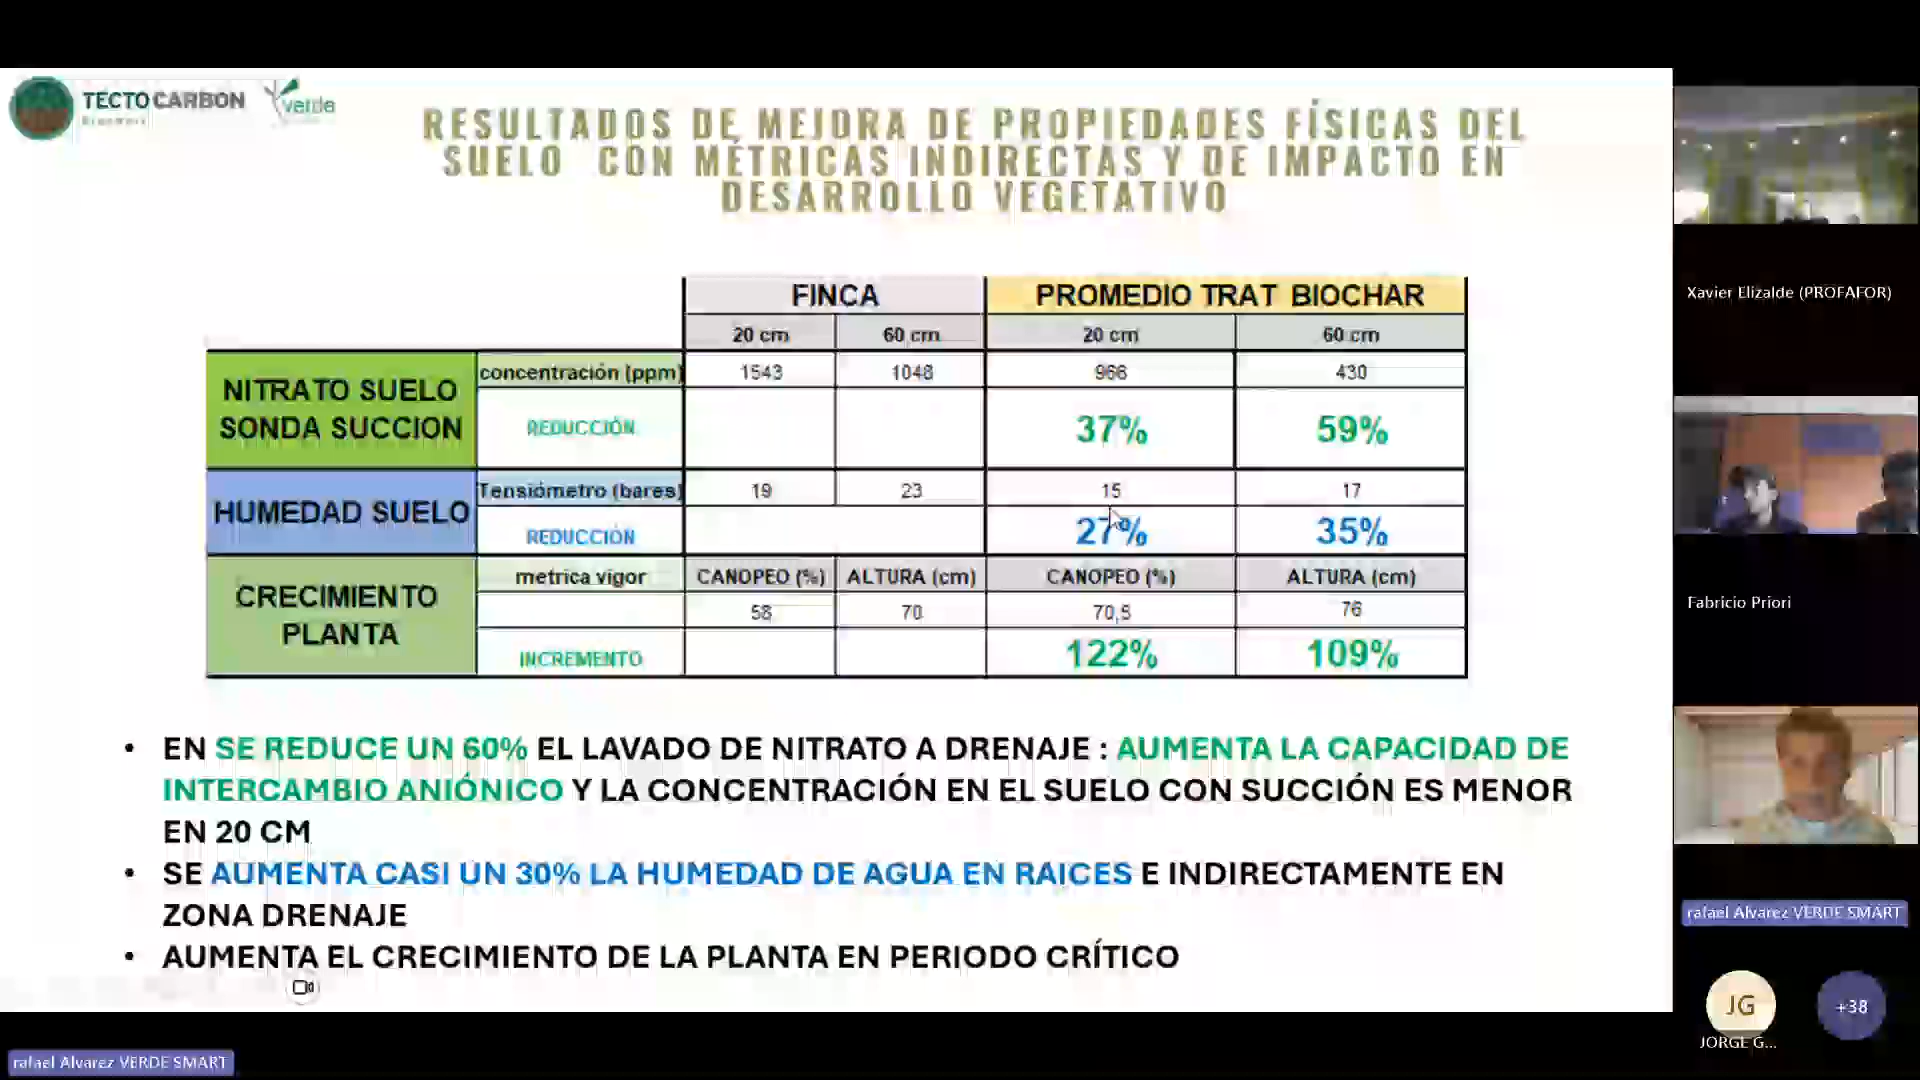 TECTO CARBON
verde
RESULTADOS DE MEJORA DE PROPIEDADES FÍSICAS DEL
SUELO CON MÉTRICAS INDIRECTAS Y DE IMPACTO EN
DESARROLLO VEGETATIVO
FINCA PROMEDIO TRAT BIOCHAR
20 cm 60 cm 20 cm 60 cm
NITRATO SUELO
SONDA SUCCION
concentración (ppm) 1543 1048 966 430
REDUCCIÓN 37% 59%
HUMEDAD SUELO
Tensiómetro (bares) 19 23 15 17
REDUCCIÓN 27% 35%
CRECIMIENTO
PLANTA
metrica vigor CANOPEO (%) ALTURA (cm) CANOPEO (%) ALTURA (cm)
58 70 70,5 76
INCREMENTO 122% 109%
• EN SE REDUCE UN 60% EL LAVADO DE NITRATO A DRENAJE : AUMENTA LA CAPACIDAD DE
INTERCAMBIO ANIÓNICO Y LA CONCENTRACIÓN EN EL SUELO CON SUCCIÓN ES MENOR
EN 20 CM
• SE AUMENTA CASI UN 30% LA HUMEDAD DE AGUA EN RAICES E INDIRECTAMENTE EN
ZONA DRENAJE
• AUMENTA EL CRECIMIENTO DE LA PLANTA EN PERIODO CRÍTICO
rafael Alvarez VERDE SMART
Xavier Elizalde (PROFAFOR)
Fabricio Priori
rafael Alvarez VERDE SMART
JG
+38
JORGE G...